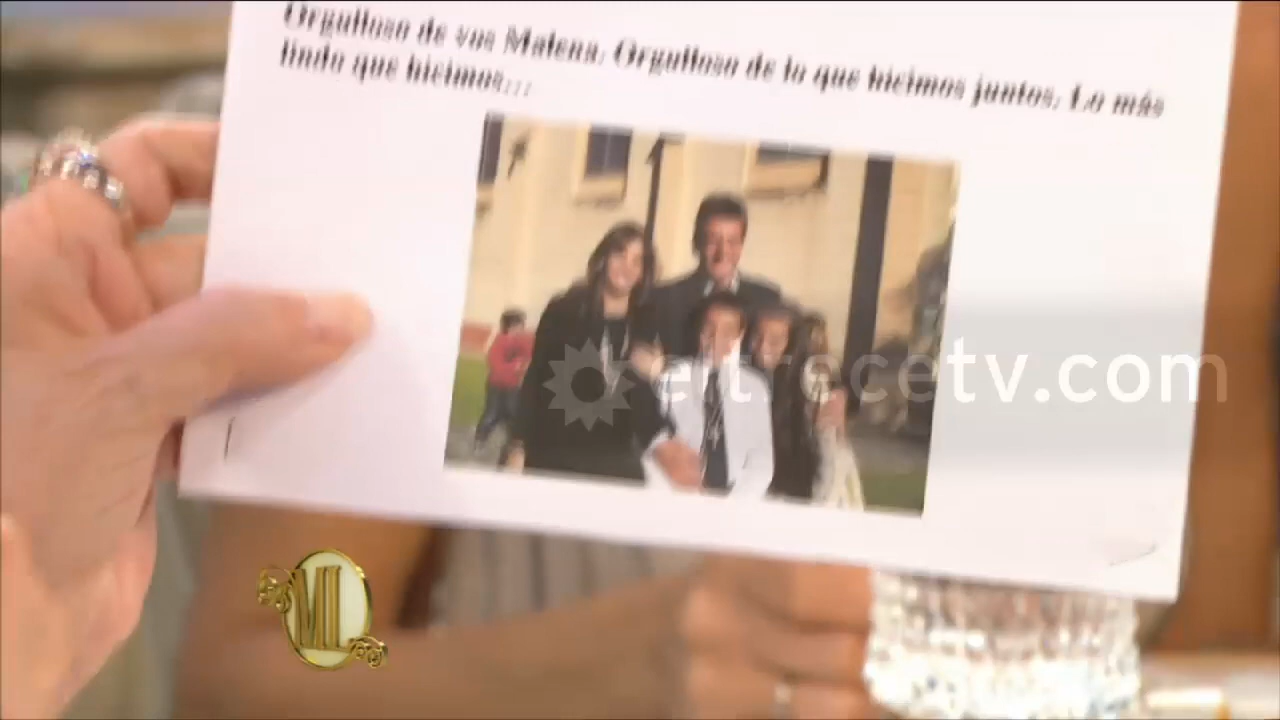 Orgulloso de vos Malena. Orgulloso de lo que hicimos juntos. Lo más
lindo que hicimos...
eltrecetv.com
ML